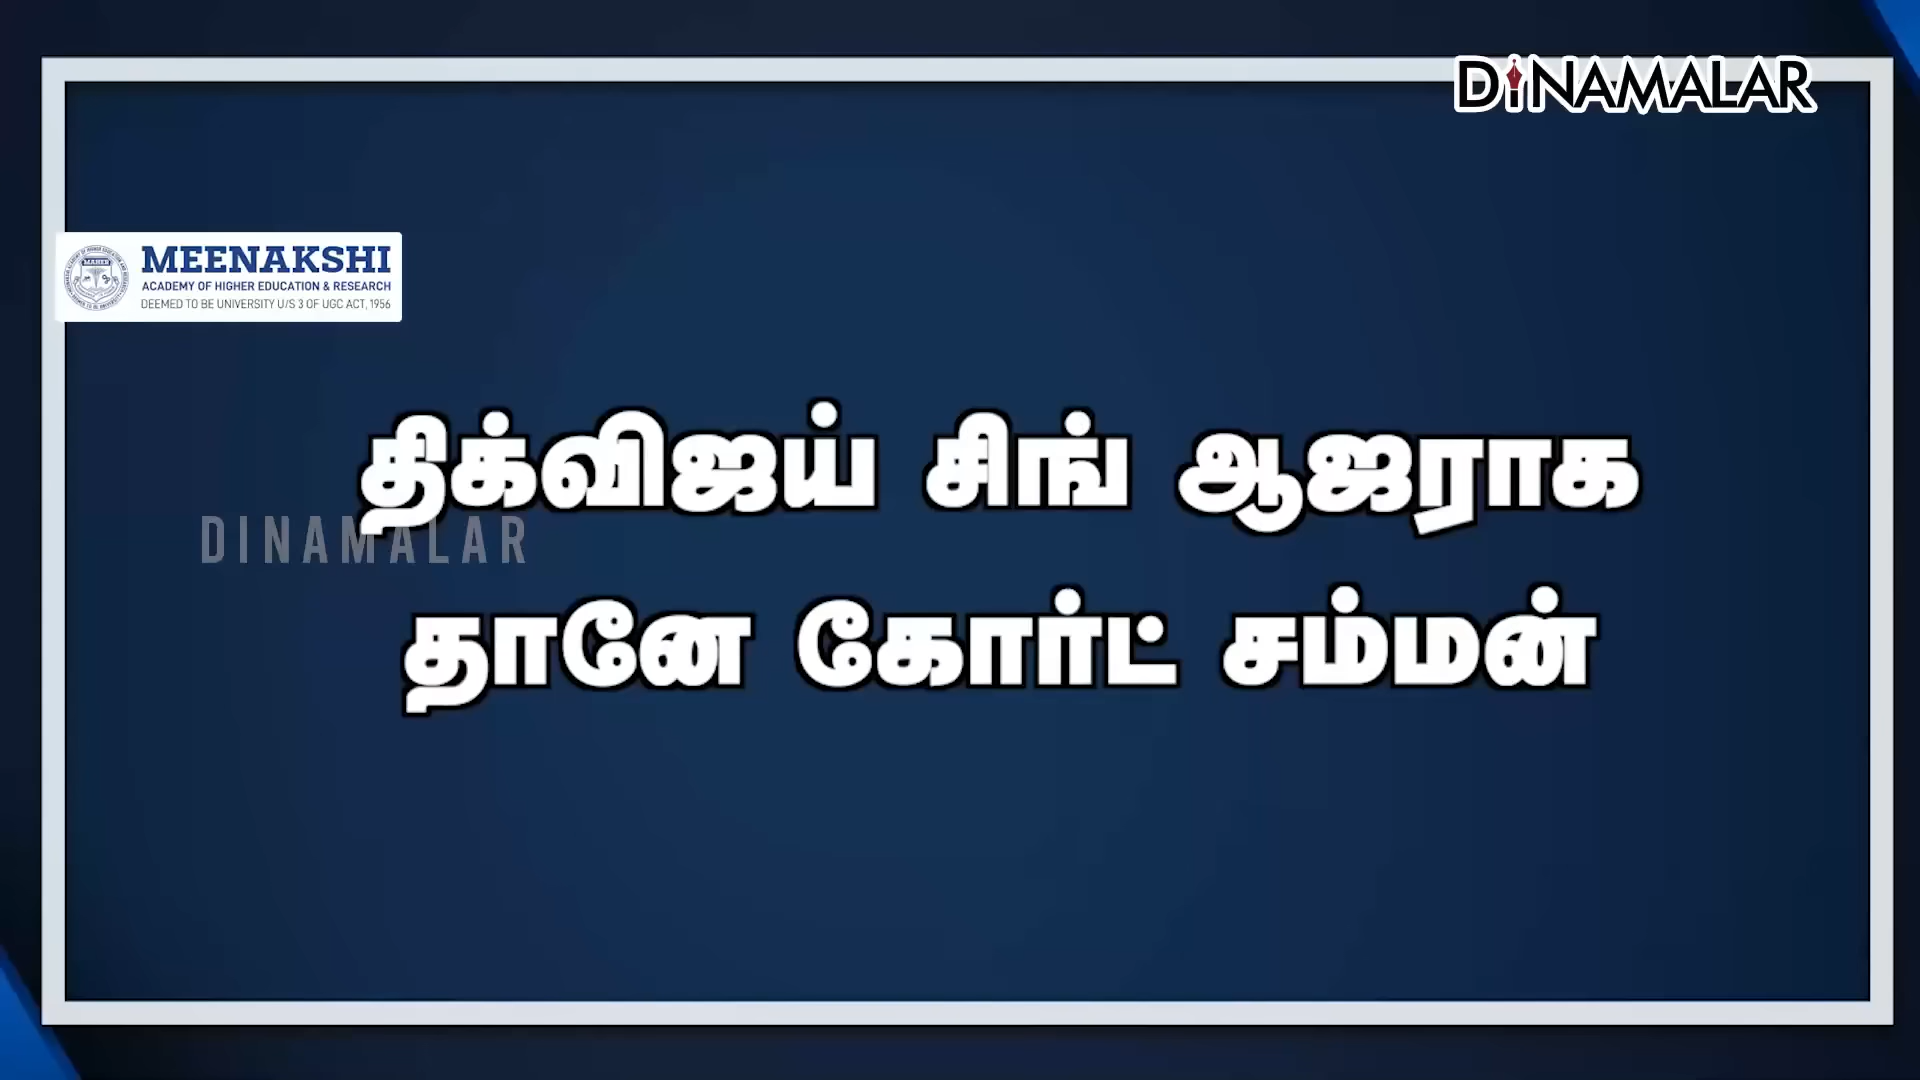 DINAMALAR
MEENAKSHI
ACADEMY OF HIGHER EDUCATION & RESEARCH
DEEMED TO BE UNIVERSITY U/S 3 OF UGC ACT, 1956
திக்விஜய் சிங் ஆஜராக
DINAMALAR
தானே கோர்ட் சம்மன்